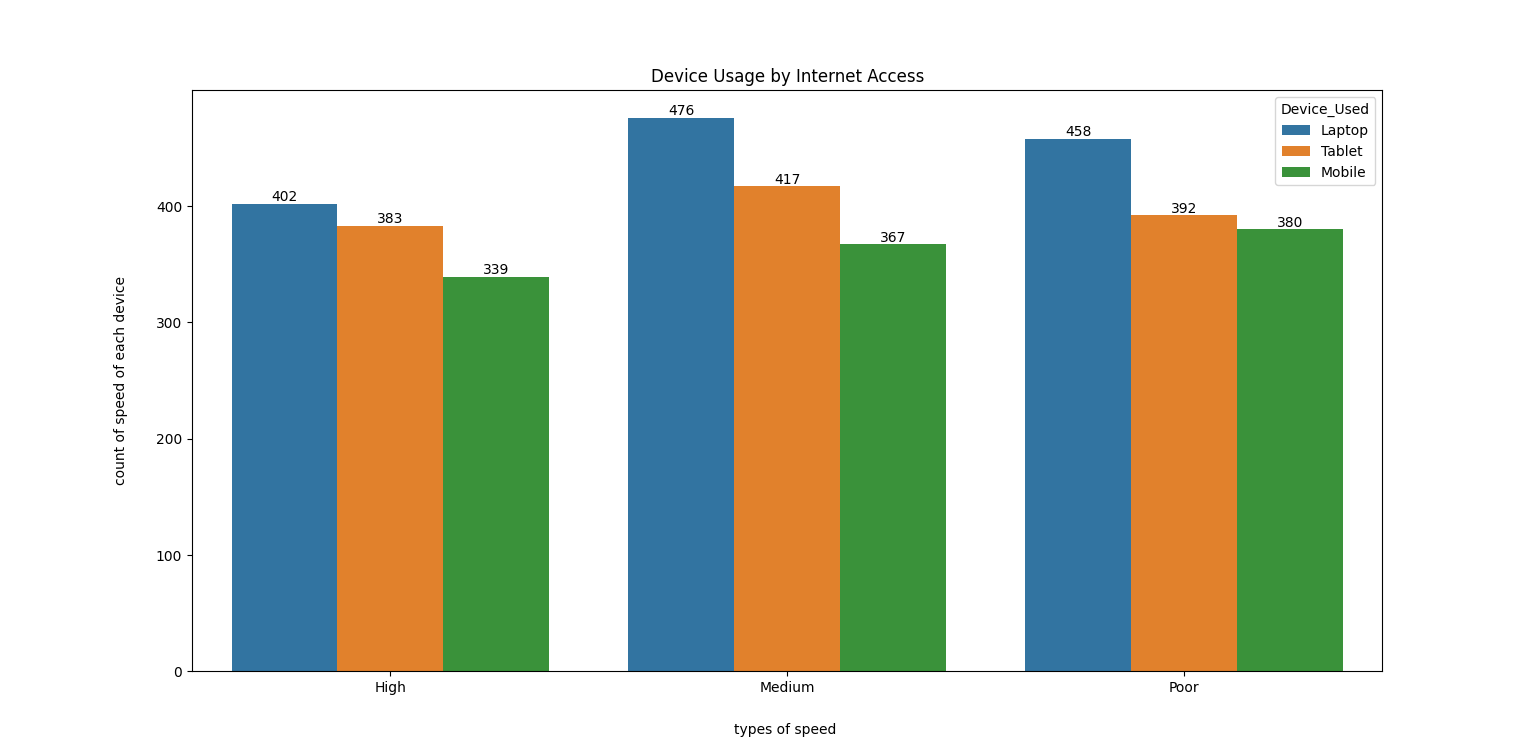 Device Usage by Internet Access
Device_Used
Laptop
Tablet
Mobile
476
458
417
402
392
383
380
367
339
400
300
200
100
0
count of speed of each device
High
Medium
Poor
types of speed